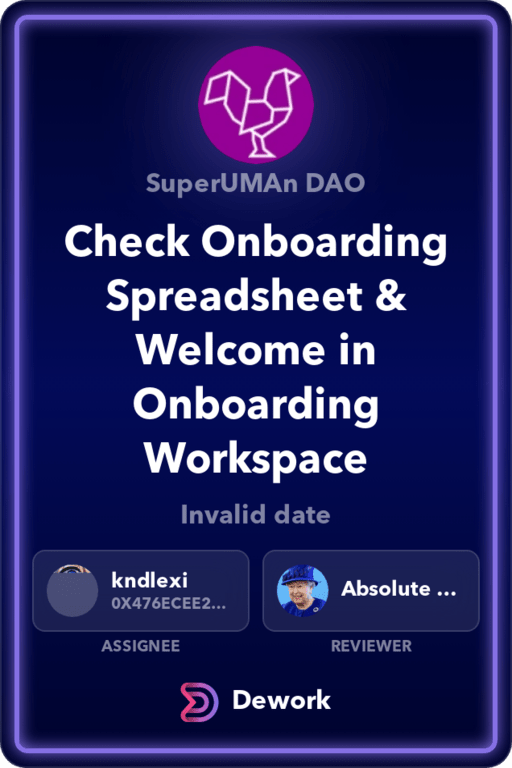 SuperUMAn DAO
Check Onboarding
Spreadsheet &
Welcome in
Onboarding
Workspace
Invalid date
kndlexi
0X476ECEE2...
Absolute ...
ASSIGNEE
REVIEWER
Dework